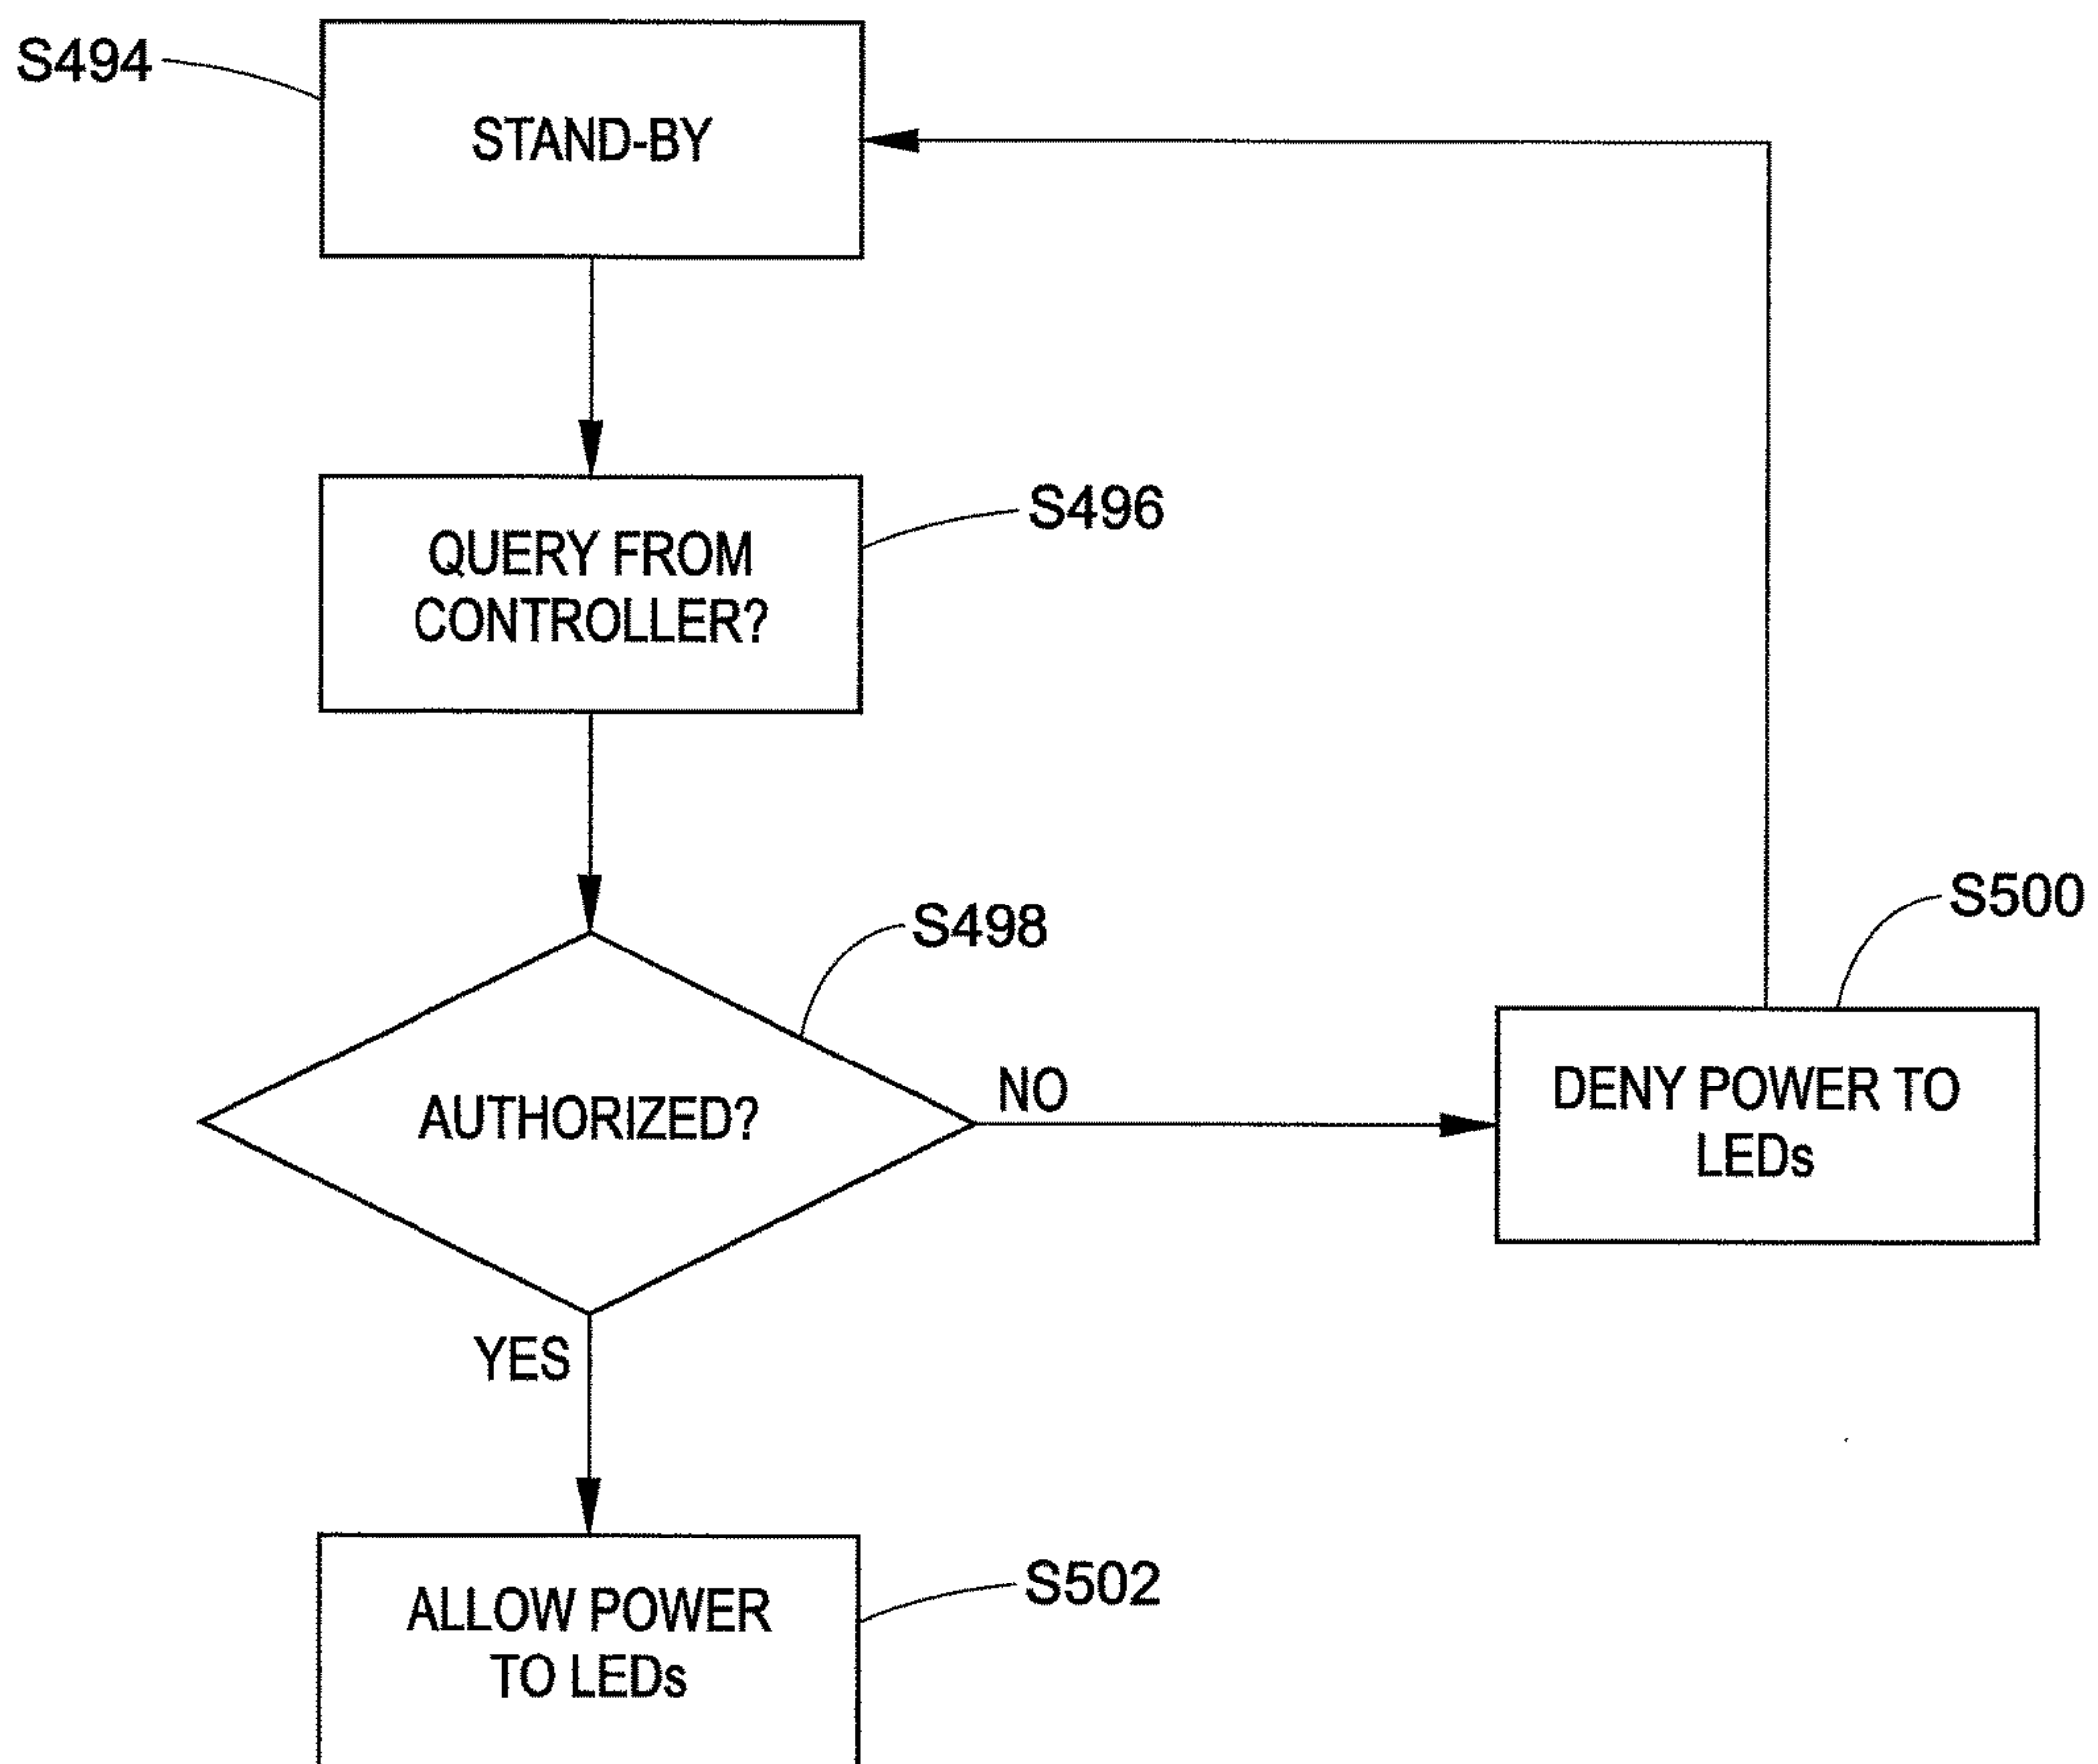 S494
STAND-BY
QUERY FROM
CONTROLLER?
S496
S498
AUTHORIZED?
NO
S500
DENY POWER TO
LEDs
YES
ALLOW POWER
TO LEDs
S502